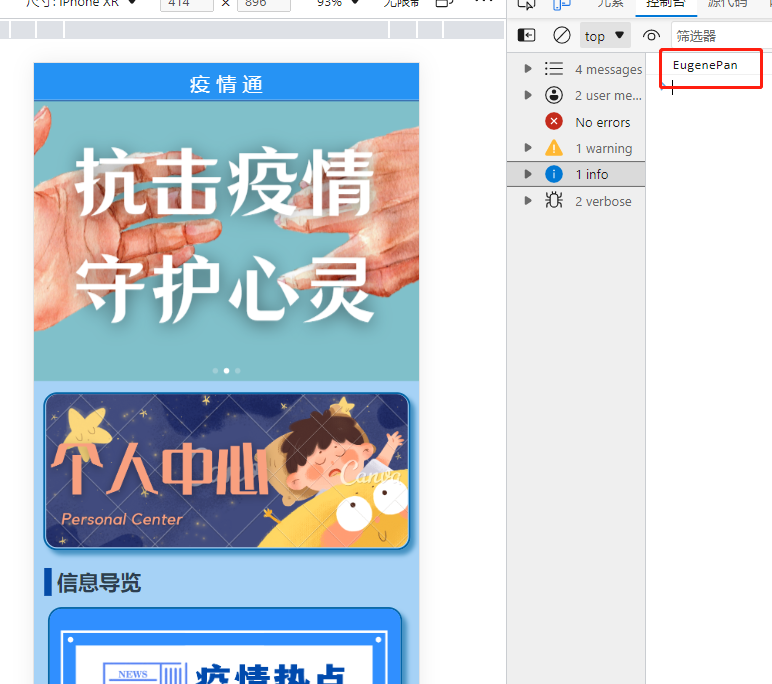 尺寸: iPhone XR
414 x 896
93%
无限制
元素 控制台 源代码
top
筛选器
疫情通
抗击疫情
守护心灵
个人中心
Personal Center
Canva
信息导览
NEWS
疫情热点
4 messages
2 user me...
No errors
1 warning
1 info
2 verbose
EugenePan